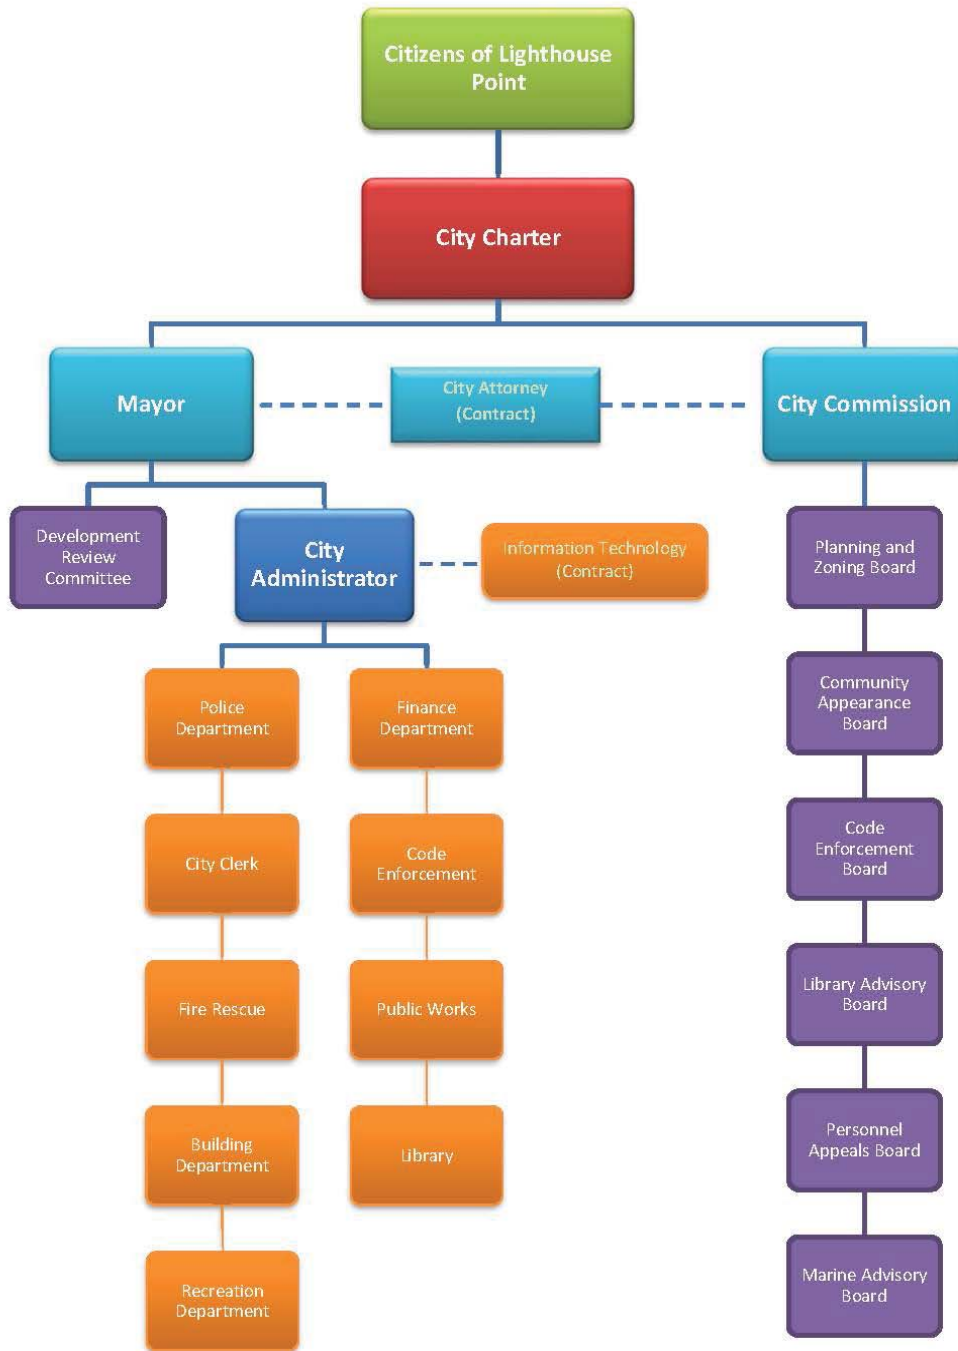 Citizens of Lighthouse
Point
City Charter
Mayor
City Attorney
(Contract)
City Commission
Development
Review
Committee
City
Administrator
Information Technology
(Contract)
Planning and
Zoning Board
Police
Department
Finance
Department
Community
Appearance
Board
City Clerk
Code
Enforcement
Code
Enforcement
Board
Fire Rescue
Public Works
Library Advisory
Board
Building
Department
Library
Personnel
Appeals Board
Recreation
Department
Marine Advisory
Board